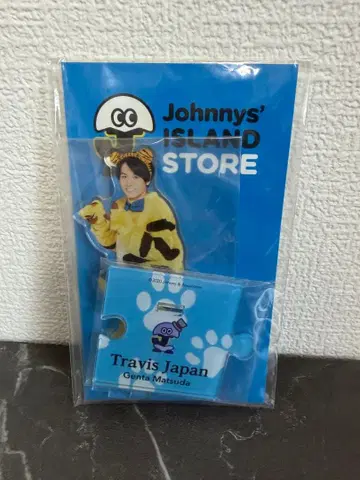 Johnnys'
ISLAND
STORE
Travis Japan
Genta Matsuda